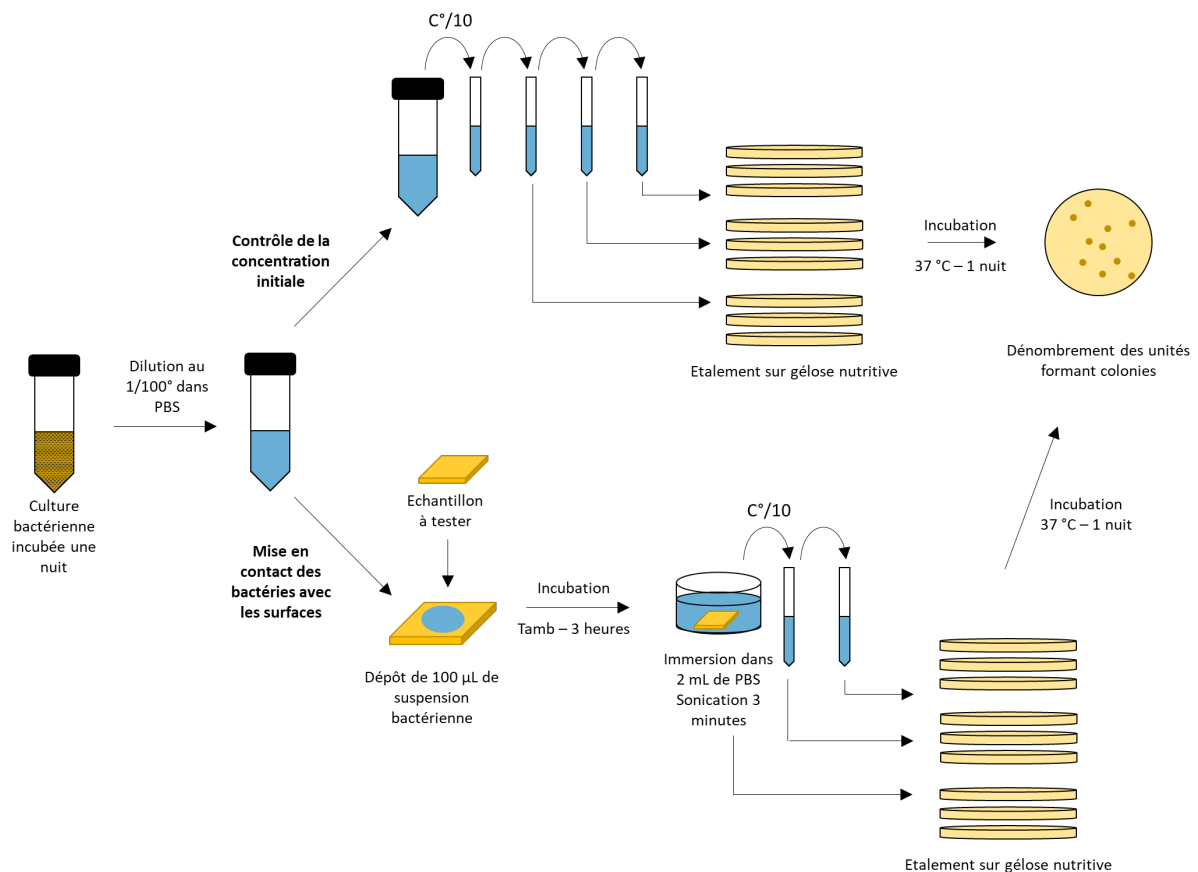 C°/10
Contrôle de la
concentration
initiale
Incubation
37 °C – 1 nuit
Etalement sur gélose nutritive
Dénombrement des unités
formant colonies
Dilution au
1/100° dans
PBS
Culture
bactérienne
incubée une
nuit
Mise en
contact des
bactéries avec
les surfaces
Echantillon
à tester
Dépôt de 100 µL de
suspension
bactérienne
Incubation
Tamb – 3 heures
C°/10
Immersion dans
2 mL de PBS
Sonication 3
minutes
Incubation
37 °C – 1 nuit
Etalement sur gélose nutritive